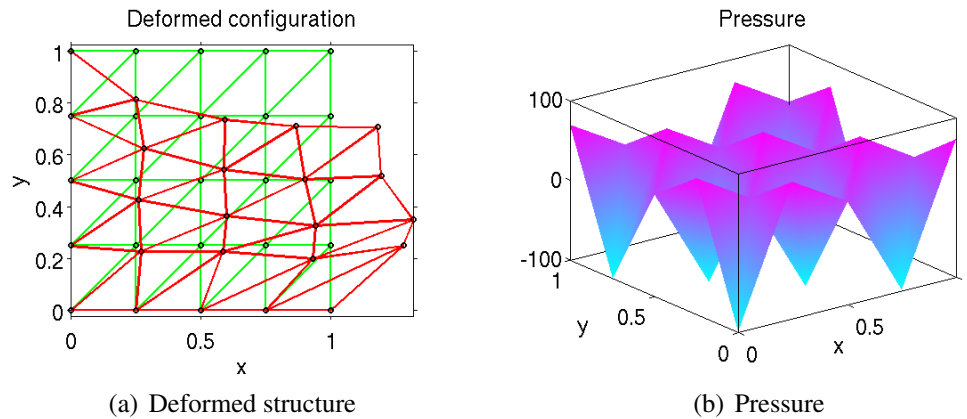 Deformed configuration
1
0.8
0.6
0.4
0.2
0
y
0
0.5
1
x
(a) Deformed structure
Pressure
100
0
-100
1
0.5
0
y
0
0.5
x
(b) Pressure